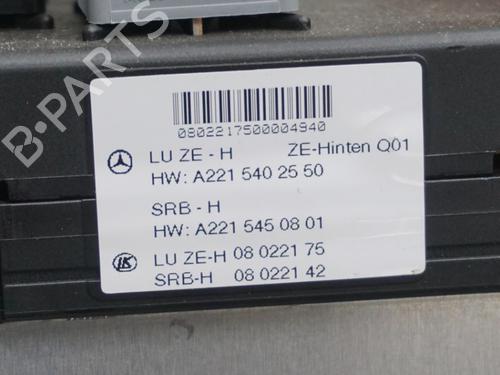 0802217500004940
LU ZE - H ZE-Hinten Q01
HW: A221 540 25 50
SRB - H
HW: A221 545 08 01
LU ZE-H 08 0221 75
SRB-H 08 0221 42
B-Parts